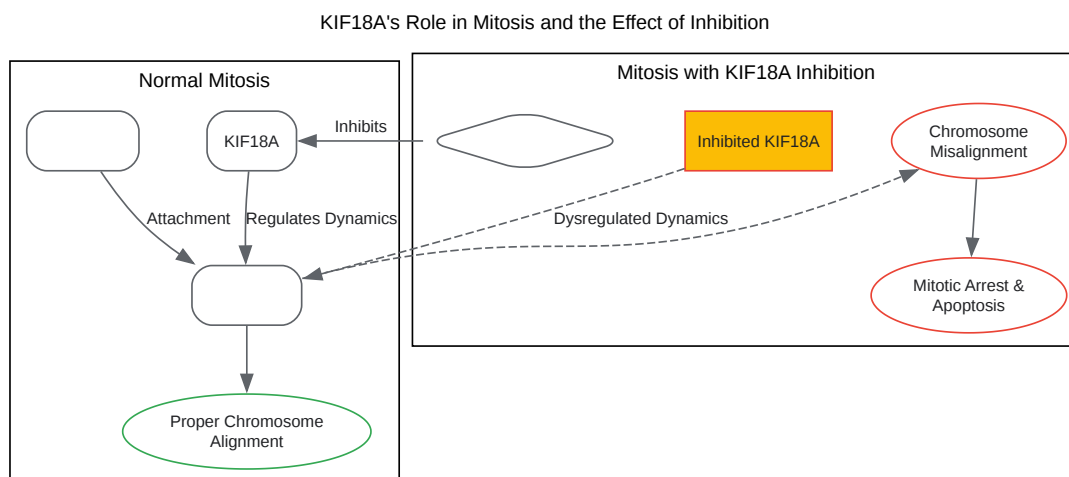 KIF18A's Role in Mitosis and the Effect of Inhibition
Normal Mitosis
Mitosis with KIF18A Inhibition
KIF18A
Inhibits
Inhibited KIF18A
Chromosome
Misalignment
Attachment
Regulates Dynamics
Dysregulated Dynamics
Mitotic Arrest &
Apoptosis
Proper Chromosome
Alignment